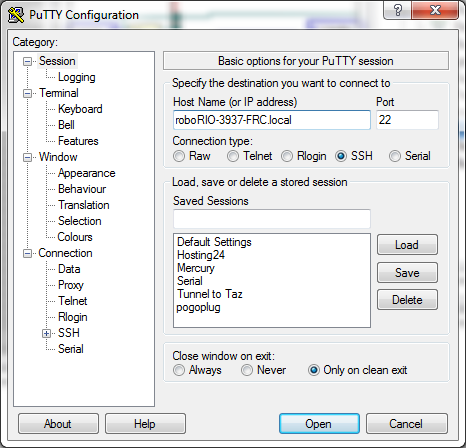 PuTTY Configuration
Category:
Session
Logging
Terminal
Keyboard
Bell
Features
Window
Appearance
Behaviour
Translation
Selection
Colours
Connection
Data
Proxy
Telnet
Rlogin
SSH
Serial
Basic options for your PuTTY session
Specify the destination you want to connect to
Host Name (or IP address) Port
roboRIO-3937-FRC.local 22
Connection type:
Raw Telnet Rlogin SSH Serial
Load, save or delete a stored session
Saved Sessions
Default Settings
Hosting24
Mercury
Serial
Tunnel to Taz
pogoplug
Load
Save
Delete
Close window on exit:
Always Never Only on clean exit
About Help Open Cancel